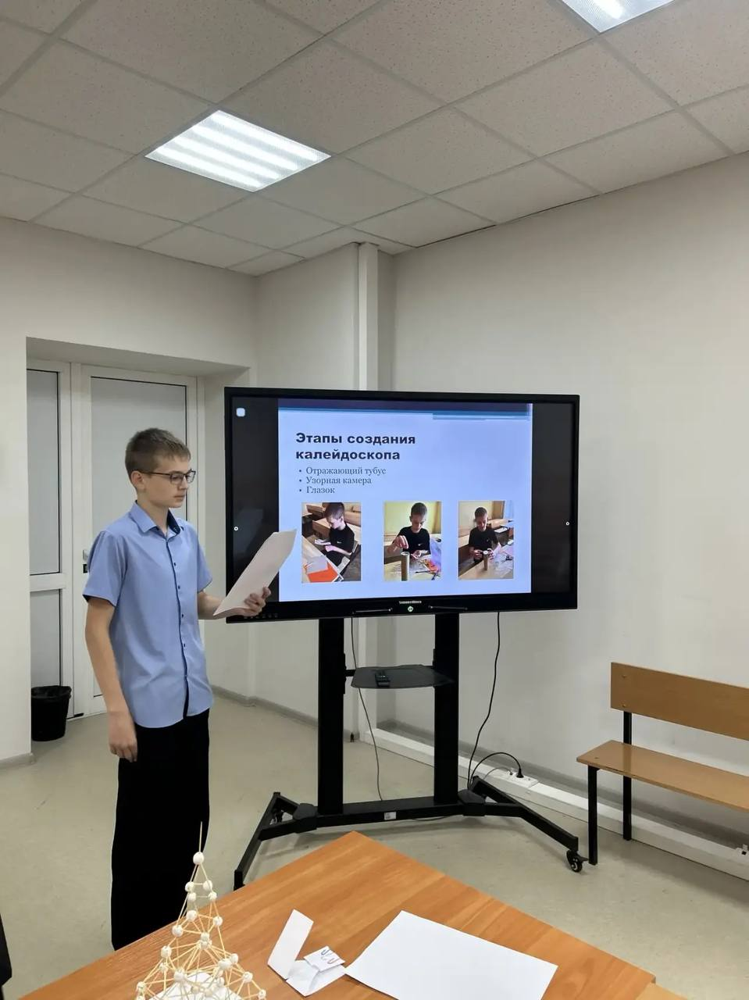 Этапы создания
калейдоскопа
• Отражающий тубус
• Узорная камера
• Глазок